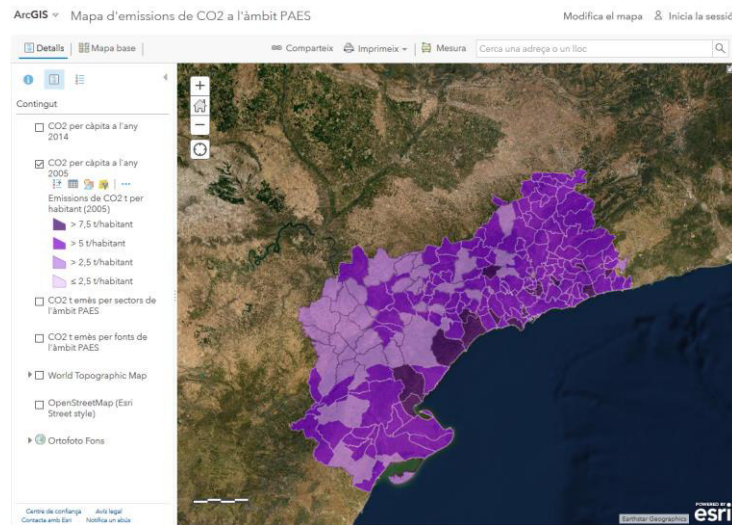 ArcGIS Mapa d'emissions de CO2 a l'àmbit PAES Modifica el mapa Inicia la sessió
Detalls Mapa base Comparteix Imprimeix Mesura Cerca una adreça o un lloc
Contingut
CO2 per càpita a l'any
2014
CO2 per càpita a l'any
2005
Emissions de CO2 t per
habitant (2005)
> 7,5 t/habitant
> 5 t/habitant
> 2,5 t/habitant
≤ 2,5 t/habitant
CO2 t emès per sectors de
l'àmbit PAES
CO2 t emès per fonts de
l'àmbit PAES
World Topographic Map
OpenStreetMap (Esri
Street style)
Ortofoto Fons
Centre de confiança Avís legal
Contacta amb Esri Notifica un abús
Earthstar Geographics
POWERED BY
esri